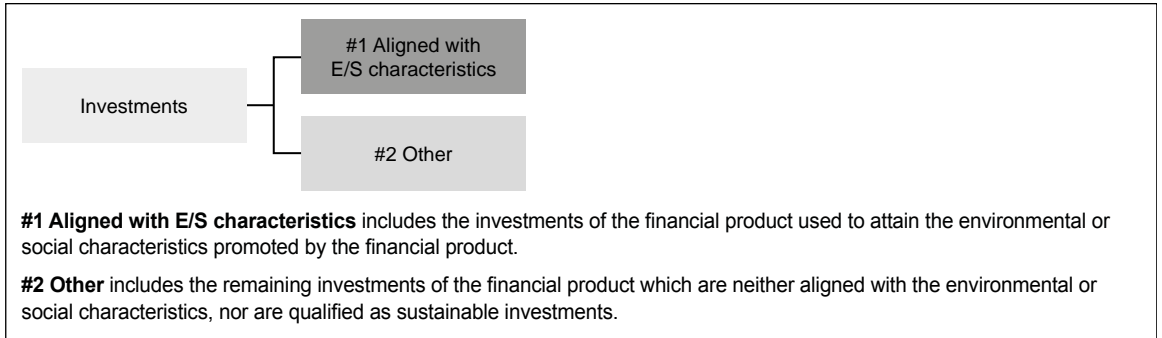 #1 Aligned with
E/S characteristics
Investments
#2 Other
#1 Aligned with E/S characteristics includes the investments of the financial product used to attain the environmental or
social characteristics promoted by the financial product.
#2 Other includes the remaining investments of the financial product which are neither aligned with the environmental or
social characteristics, nor are qualified as sustainable investments.